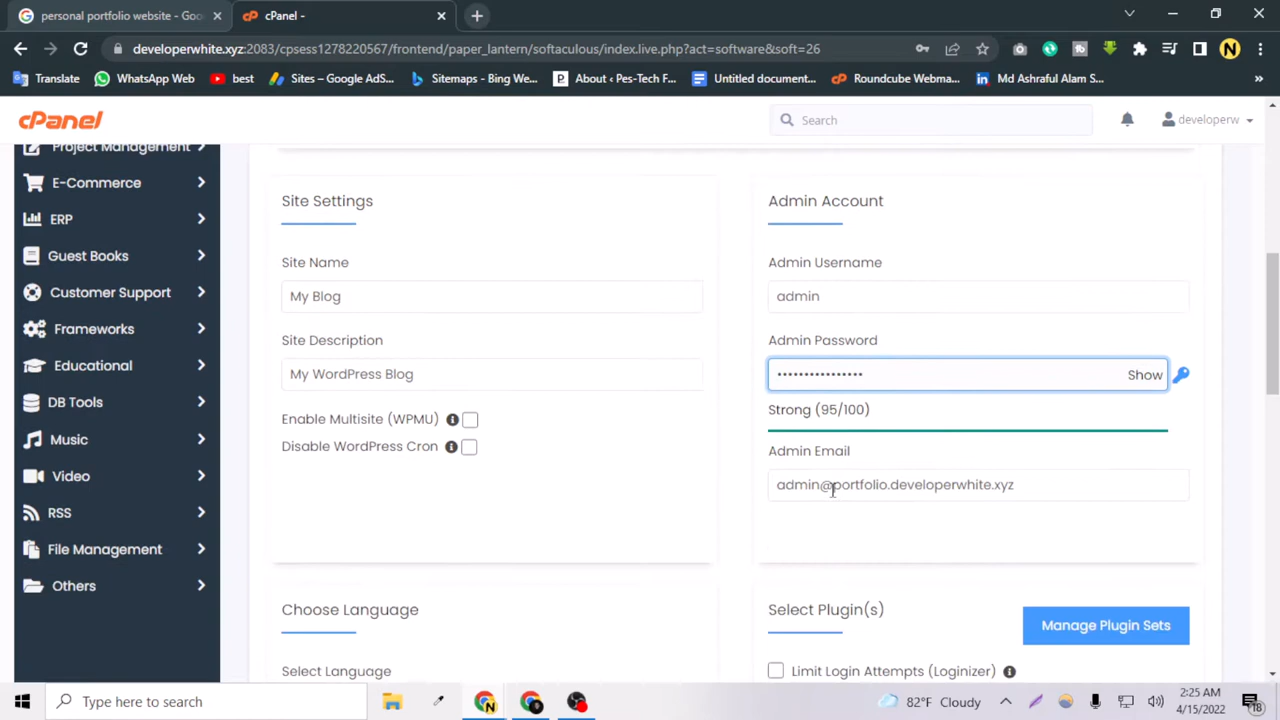 personal portfolio website - Goo
cPanel -
developerwhite.xyz:2083/cpsess1278220567/frontend/paper_lantern/softaculous/index.live.php?act=software&soft=26
Translate
WhatsApp Web
best
Sites – Google AdS...
Sitemaps - Bing We...
About ‹ Pes-Tech F...
Untitled document...
Roundcube Webma...
Md Ashraful Alam S...
»
cPanel
Search
developerw
Project Management
E-Commerce
ERP
Guest Books
Customer Support
Frameworks
Educational
DB Tools
Music
Video
RSS
File Management
Others
Site Settings
Site Name
My Blog
Site Description
My WordPress Blog
Enable Multisite (WPMU)
Disable WordPress Cron
Admin Account
Admin Username
admin
Admin Password
••••••••••••••••
Show
Strong (95/100)
Admin Email
admin@portfolio.developerwhite.xyz
Choose Language
Select Language
Select Plugin(s)
Manage Plugin Sets
Limit Login Attempts (Loginizer)
Type here to search
82°F Cloudy
2:25 AM
4/15/2022
18